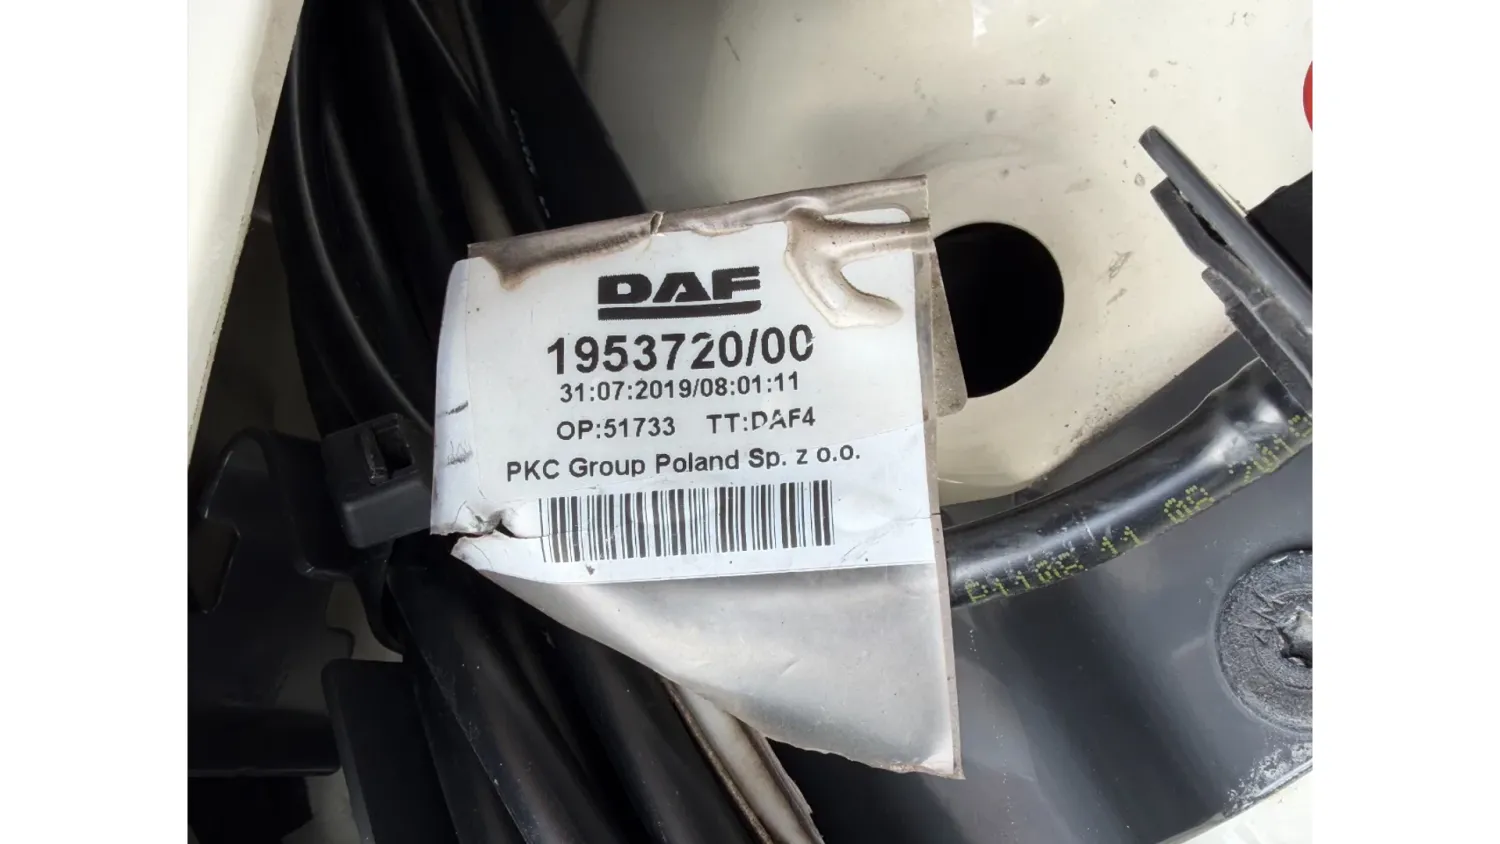 DAF
1953720/00
31:07:2019/08:01:11
OP:51733 TT:DAF4
PKC Group Poland Sp. z o.o.